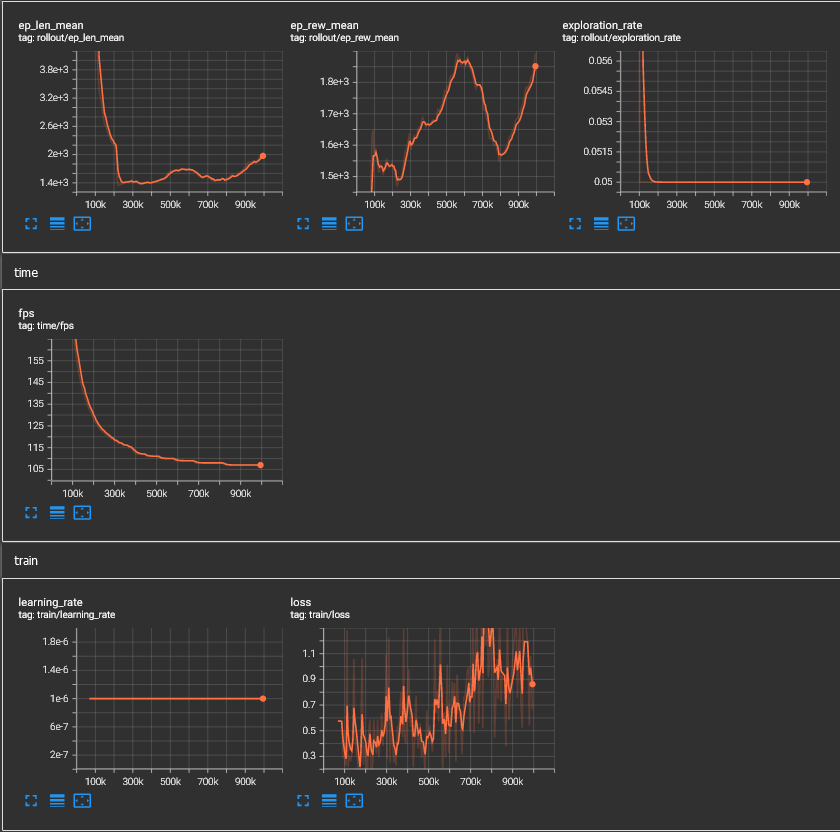 ep_len_mean
tag: rollout/ep_len_mean
3.8e+3
3.2e+3
2.6e+3
2e+3
1.4e+3
100k 300k 500k 700k 900k
ep_rew_mean
tag: rollout/ep_rew_mean
1.8e+3
1.7e+3
1.6e+3
1.5e+3
100k 300k 500k 700k 900k
exploration_rate
tag: rollout/exploration_rate
0.056
0.0545
0.053
0.0515
0.05
100k 300k 500k 700k 900k
time
fps
tag: time/fps
155
145
135
125
115
105
100k 300k 500k 700k 900k
train
learning_rate
tag: train/learning_rate
1.8e-6
1.4e-6
1e-6
6e-7
2e-7
100k 300k 500k 700k 900k
loss
tag: train/loss
1.1
0.9
0.7
0.5
0.3
100k 300k 500k 700k 900k